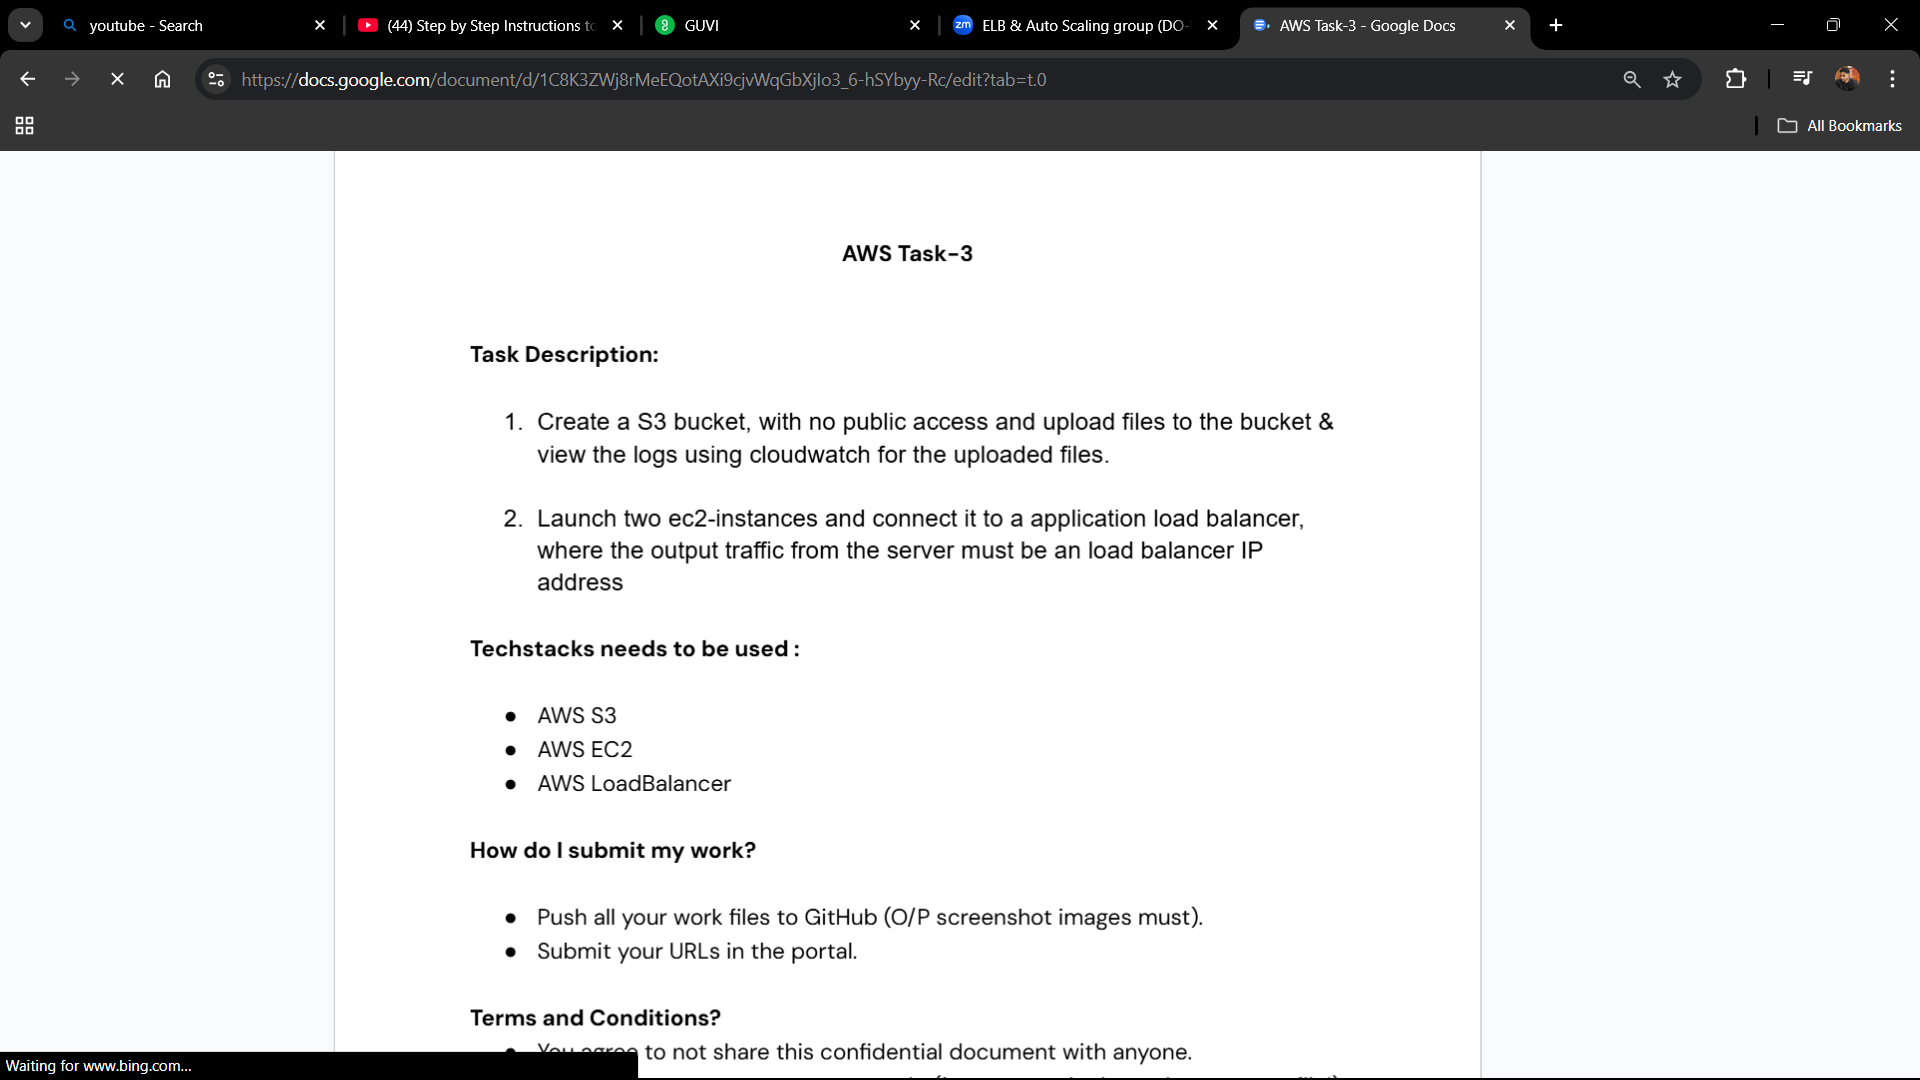 youtube - Search
(44) Step by Step Instructions to
GUVI
zm
ELB & Auto Scaling group (DO-
AWS Task-3 - Google Docs
https://docs.google.com/document/d/1C8K3ZWj8rMeEQotAXi9cjvWqGbXjIo3_6-hSYbyy-Rc/edit?tab=t.0
All Bookmarks
AWS Task-3
Task Description:
1. Create a S3 bucket, with no public access and upload files to the bucket &
view the logs using cloudwatch for the uploaded files.
2. Launch two ec2-instances and connect it to a application load balancer,
where the output traffic from the server must be an load balancer IP
address
Techstacks needs to be used :
● AWS S3
● AWS EC2
● AWS LoadBalancer
How do I submit my work?
● Push all your work files to GitHub (O/P screenshot images must).
● Submit your URLs in the portal.
Terms and Conditions?
● You agree to not share this confidential document with anyone.
Waiting for www.bing.com...